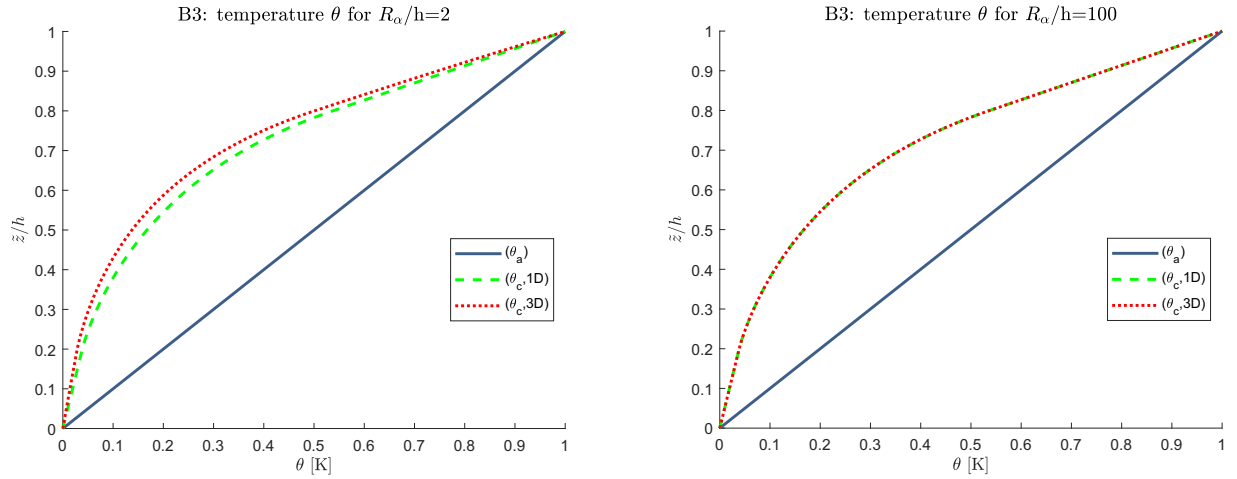 B3: temperature θ for R_α/h=2
1
0.9
0.8
0.7
0.6
0.5
0.4
0.3
0.2
0.1
0
z̃/h
0 0.1 0.2 0.3 0.4 0.5 0.6 0.7 0.8 0.9 1
θ [K]
(θ_a)
(θ_c,1D)
(θ_c,3D)
B3: temperature θ for R_α/h=100
1
0.9
0.8
0.7
0.6
0.5
0.4
0.3
0.2
0.1
0
z̃/h
0 0.1 0.2 0.3 0.4 0.5 0.6 0.7 0.8 0.9 1
θ [K]
(θ_a)
(θ_c,1D)
(θ_c,3D)